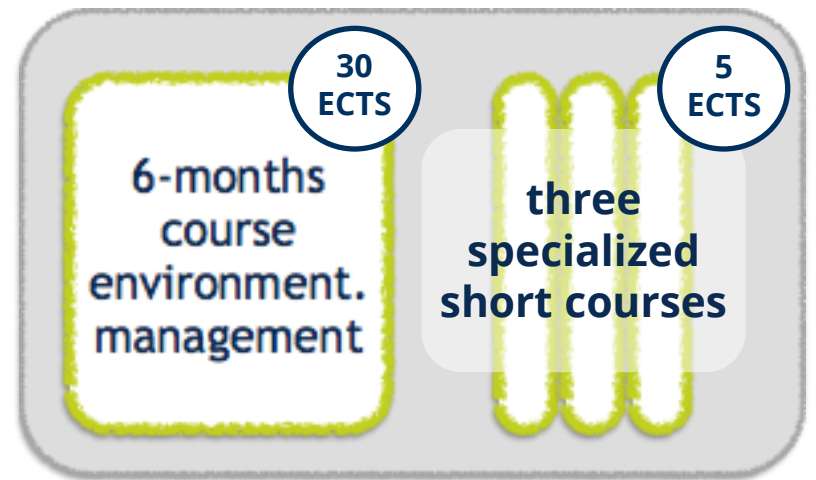 30
ECTS
6-months
course
environment.
management
5
ECTS
three
specialized
short courses